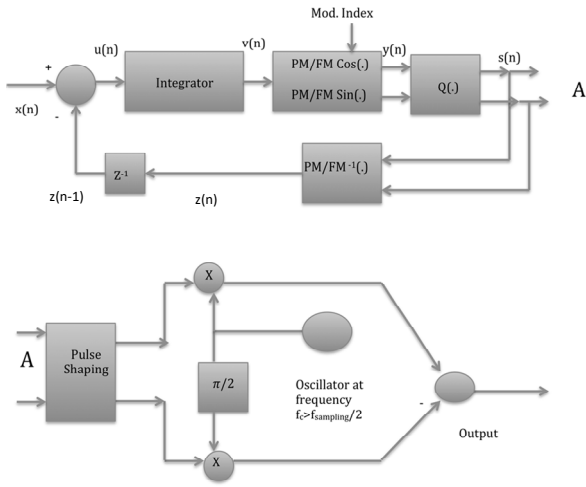 Mod. Index
+
u(n)
v(n)
y(n)
s(n)
Integrator
PM/FM Cos(.)
PM/FM Sin(.)
Q(.)
A
x(n)
-
Z-1
PM/FM-1(.)
z(n-1)
z(n)
X
A
Pulse
Shaping
π/2
Oscillator at
frequency
fc>fsampling/2
-
Output
X